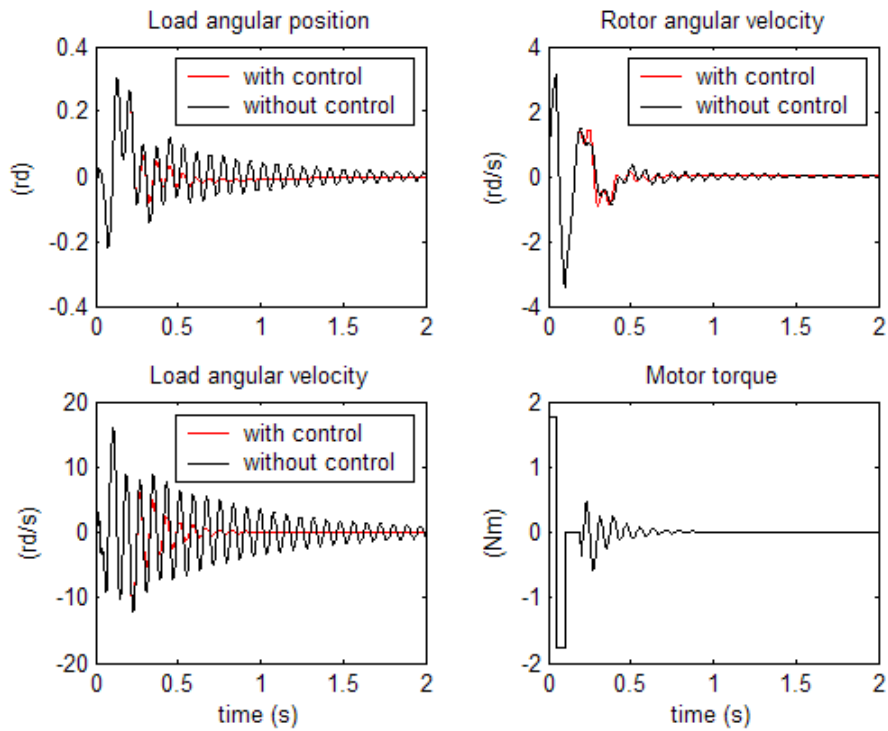 Load angular position
0.4
0.2
0
-0.2
-0.4
(rd)
with control
without control
0
0.5
1
1.5
2
Rotor angular velocity
4
2
0
-2
-4
(rd/s)
with control
without control
0
0.5
1
1.5
2
Load angular velocity
20
10
0
-10
-20
(rd/s)
with control
without control
0
0.5
1
1.5
2
time (s)
Motor torque
2
1
0
-1
-2
(Nm)
0
0.5
1
1.5
2
time (s)